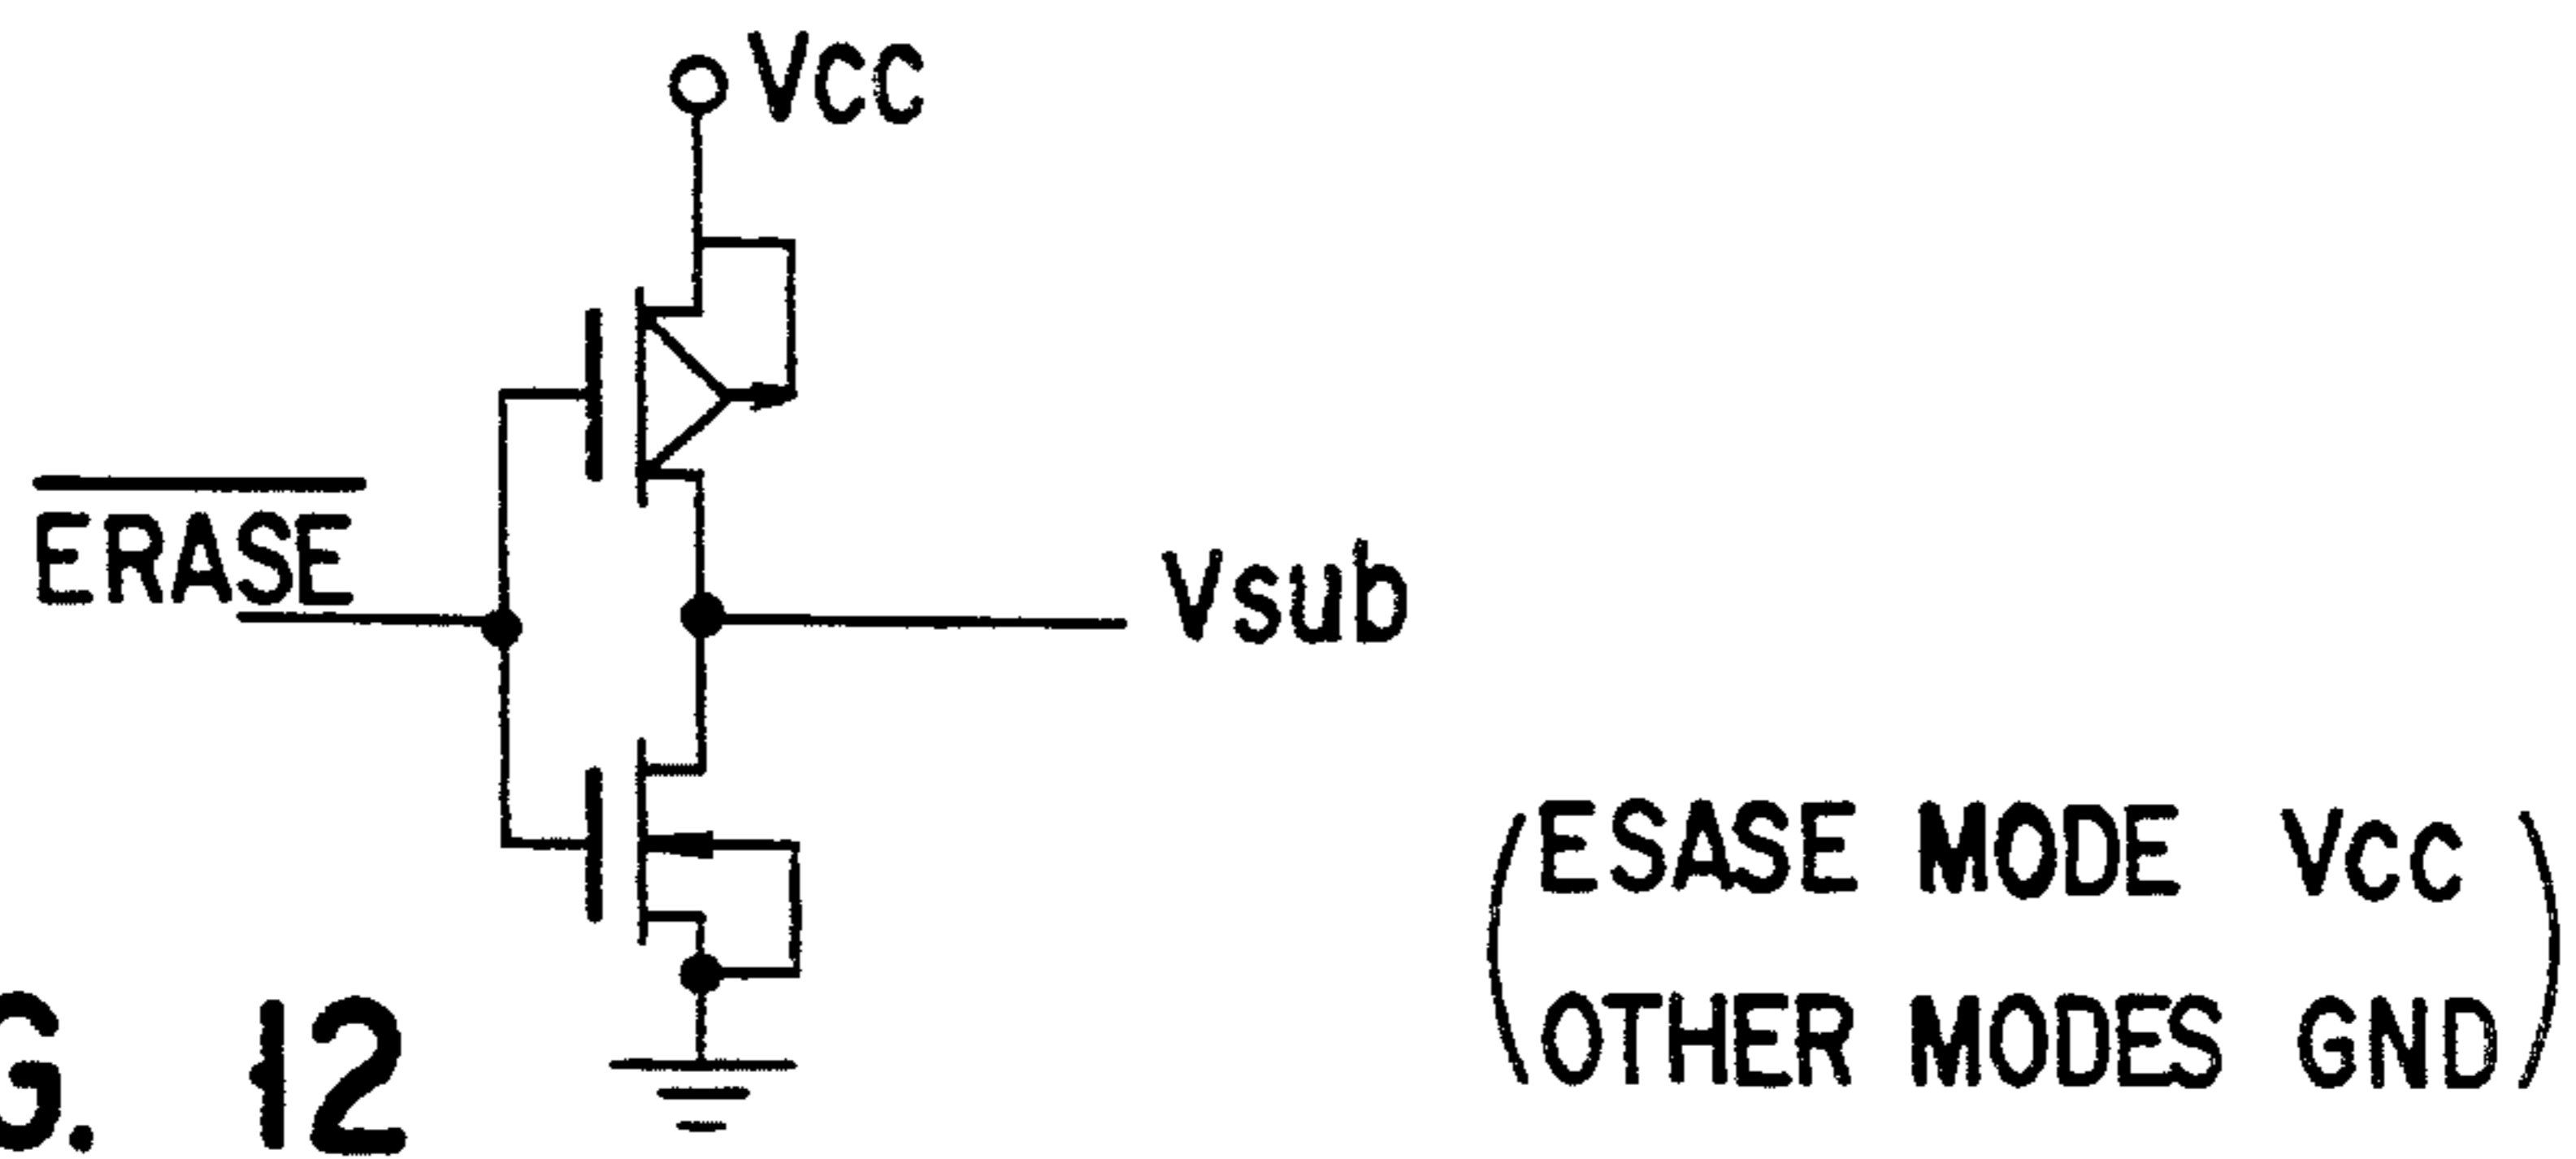 Vcc
ERASE
Vsub
(ESASE MODE Vcc
OTHER MODES GND)
G. 12